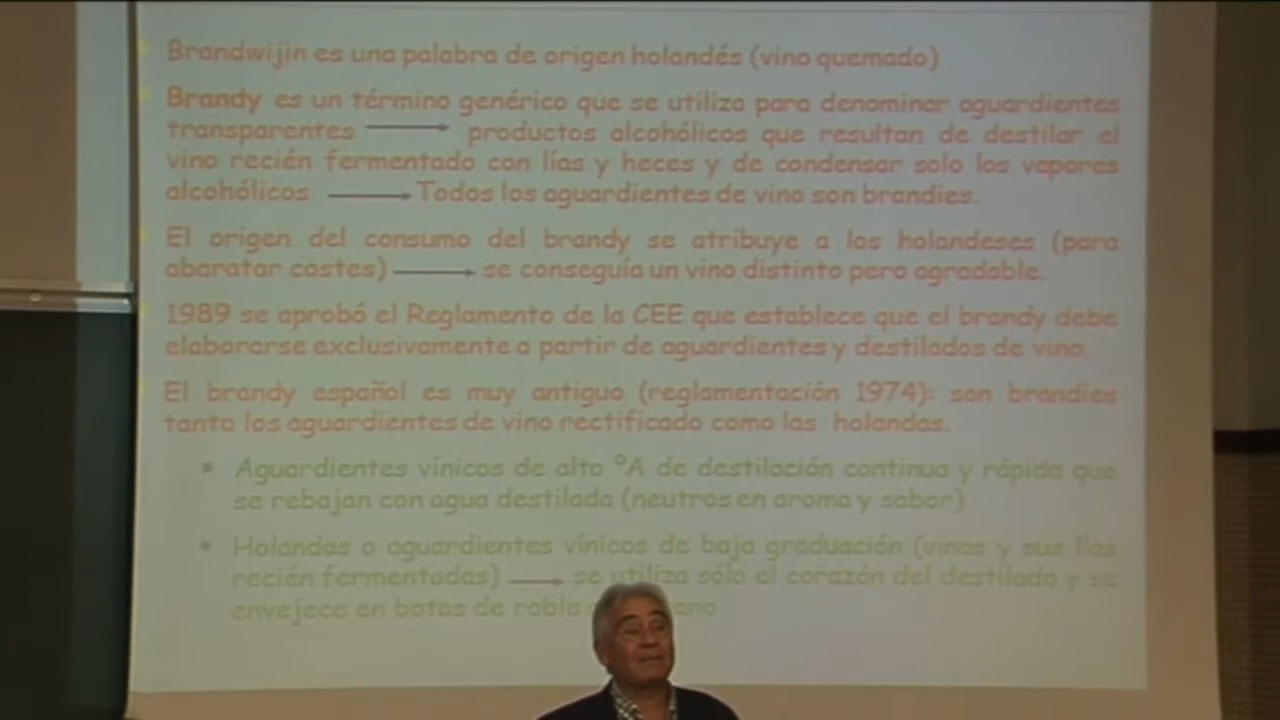 Brandwijin es una palabra de origen holandés (vino quemado)
Brandy es un término genérico que se utiliza para denominar aguardientes
transparentes productos alcohólicos que resultan de destilar el
vino recién fermentado con lías y heces y de condensar solo los vapores
alcohólicos Todos los aguardientes de vino son brandies.
El origen del consumo del brandy se atribuye a los holandeses (para
abaratar costes) se conseguía un vino distinto pero agradable.
1989 se aprobó el Reglamento de la CEE que establece que el brandy debe
elaborarse exclusivamente a partir de aguardientes y destilados de vino.
El brandy español es muy antiguo (reglamentación 1974): son brandies
tanto los aguardientes de vino rectificado como las holandas.
Aguardientes vínicos de alto ºA de destilación continua y rápida que
se rebajan con agua destilada (neutros en aroma y sabor)
Holandas o aguardientes vínicos de baja graduación (vinos y sus lías
recién fermentadas) se utiliza sólo el corazón del destilado y se
envejece en botas de roble